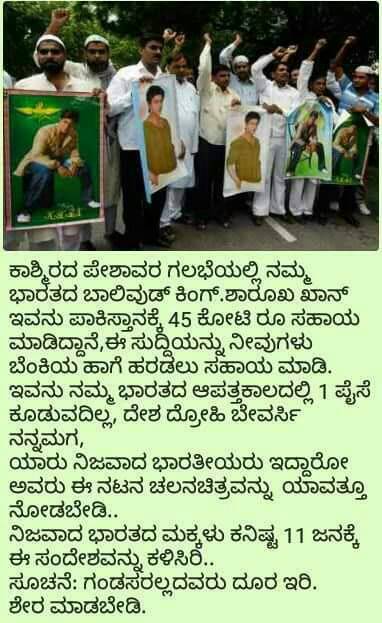 ಕಾಶ್ಮಿರದ ಪೇಶಾವರ ಗಲಭೆಯಲ್ಲಿ ನಮ್ಮ
ಭಾರತದ ಬಾಲಿವುಡ್ ಕಿಂಗ್.ಶಾರೂಖ ಖಾನ್
ಇವನು ಪಾಕಿಸ್ತಾನಕ್ಕೆ 45 ಕೋಟಿ ರೂ ಸಹಾಯ
ಮಾಡಿದ್ದಾನೆ,ಈ ಸುದ್ದಿಯನ್ನು ನೀವುಗಳು
ಬೆಂಕಿಯ ಹಾಗೆ ಹರಡಲು ಸಹಾಯ ಮಾಡಿ.
ಇವನು ನಮ್ಮ ಭಾರತದ ಆಪತ್ತಕಾಲದಲ್ಲಿ 1 ಪೈಸೆ
ಕೂಡುವದಿಲ್ಲ, ದೇಶ ದ್ರೋಹಿ ಬೇವರ್ಸಿ
ನನ್ನಮಗ,
ಯಾರು ನಿಜವಾದ ಭಾರತೀಯರು ಇದ್ದಾರೋ
ಅವರು ಈ ನಟನ ಚಲನಚಿತ್ರವನ್ನು ಯಾವತ್ತೂ
ನೋಡಬೇಡಿ..
ನಿಜವಾದ ಭಾರತದ ಮಕ್ಕಳು ಕನಿಷ್ಟ 11 ಜನಕ್ಕೆ
ಈ ಸಂದೇಶವನ್ನು ಕಳಿಸಿರಿ..
ಸೂಚನೆ: ಗಂಡಸರಲ್ಲದವರು ದೂರ ಇರಿ.
ಶೇರ ಮಾಡಬೇಡಿ.